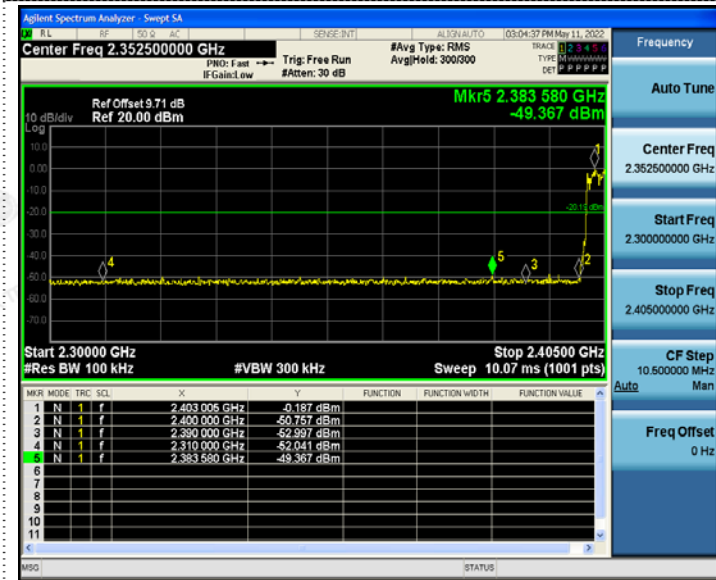 Agilent Spectrum Analyzer - Swept SA
RL RF 50 Ω AC SENSE:INT ALIGNAUTO 03:04:37 PM May 11, 2022
Center Freq 2.352500000 GHz #Avg Type: RMS TRACE 1 2 3 4 5 6
PNO: Fast Trig: Free Run Avg|Hold: 300/300 TYPE M WWWWW
IFGain:Low #Atten: 30 dB DET P P P P P P
Mkr5 2.383 580 GHz
Ref Offset 9.71 dB
10 dB/div Ref 20.00 dBm -49.367 dBm
Log
10.0
0.00
-10.0
-20.0
-20.19 dBm
-30.0
-40.0
-50.0
-60.0
-70.0
1
2
3
4
5
Start 2.30000 GHz Stop 2.40500 GHz
#Res BW 100 kHz #VBW 300 kHz Sweep 10.07 ms (1001 pts)
MKR MODE TRC SCL X Y FUNCTION FUNCTION WIDTH FUNCTION VALUE
1 N 1 f 2.403 005 GHz -0.187 dBm
2 N 1 f 2.400 000 GHz -50.757 dBm
3 N 1 f 2.390 000 GHz -52.997 dBm
4 N 1 f 2.310 000 GHz -52.041 dBm
5 N 1 f 2.383 580 GHz -49.367 dBm
6
7
8
9
10
11
MSG STATUS
Frequency
Auto Tune
Center Freq
2.352500000 GHz
Start Freq
2.300000000 GHz
Stop Freq
2.405000000 GHz
CF Step
10.500000 MHz
Auto Man
Freq Offset
0 Hz